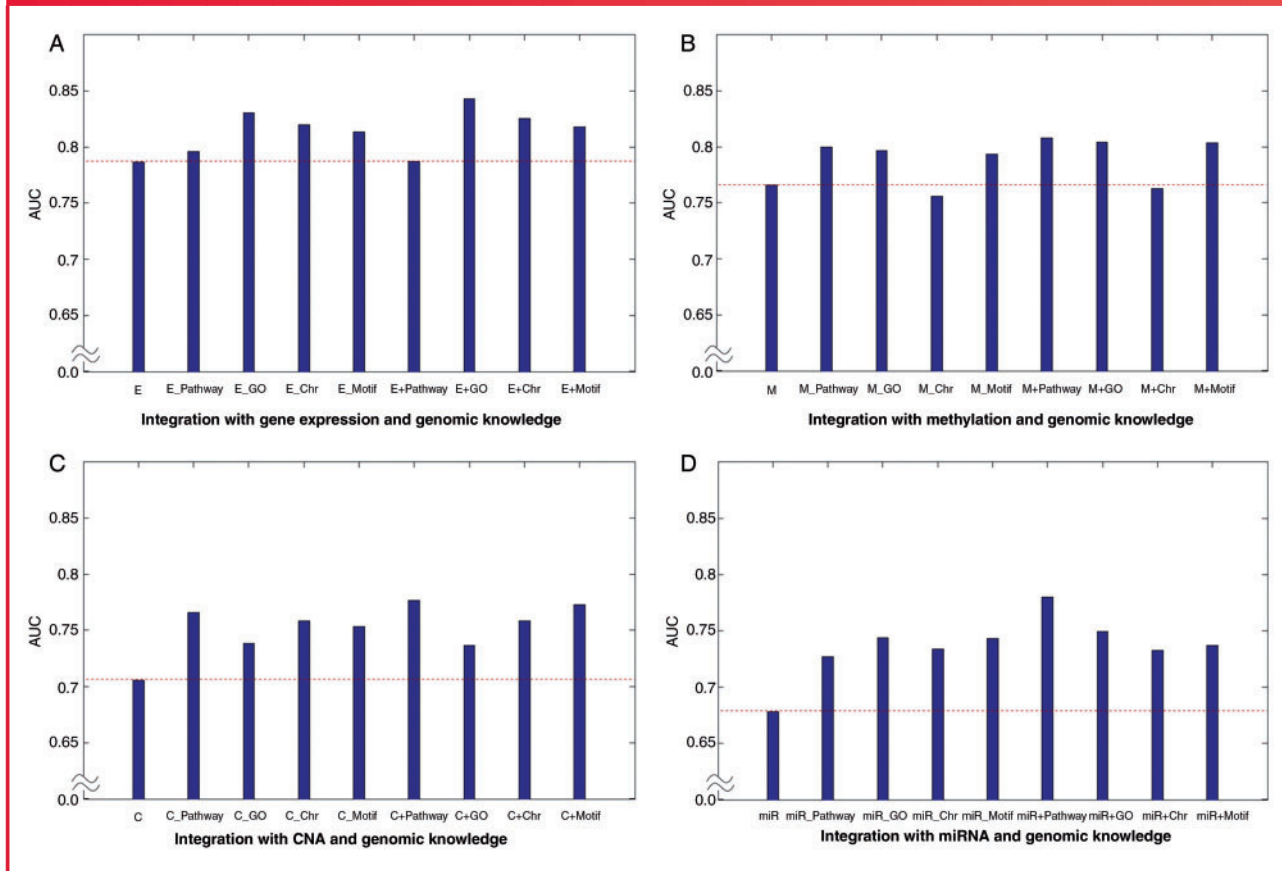 A
AUC
0.85
0.8
0.75
0.7
0.65
0.0
E E_Pathway E_GO E_Chr E_Motif E+Pathway E+GO E+Chr E+Motif
Integration with gene expression and genomic knowledge
B
AUC
0.85
0.8
0.75
0.7
0.65
0.0
M M_Pathway M_GO M_Chr M_Motif M+Pathway M+GO M+Chr M+Motif
Integration with methylation and genomic knowledge
C
AUC
0.85
0.8
0.75
0.7
0.65
0.0
C C_Pathway C_GO C_Chr C_Motif C+Pathway C+GO C+Chr C+Motif
Integration with CNA and genomic knowledge
D
AUC
0.85
0.8
0.75
0.7
0.65
0.0
miR miR_Pathway miR_GO miR_Chr miR_Motif miR+Pathway miR+GO miR+Chr miR+Motif
Integration with miRNA and genomic knowledge